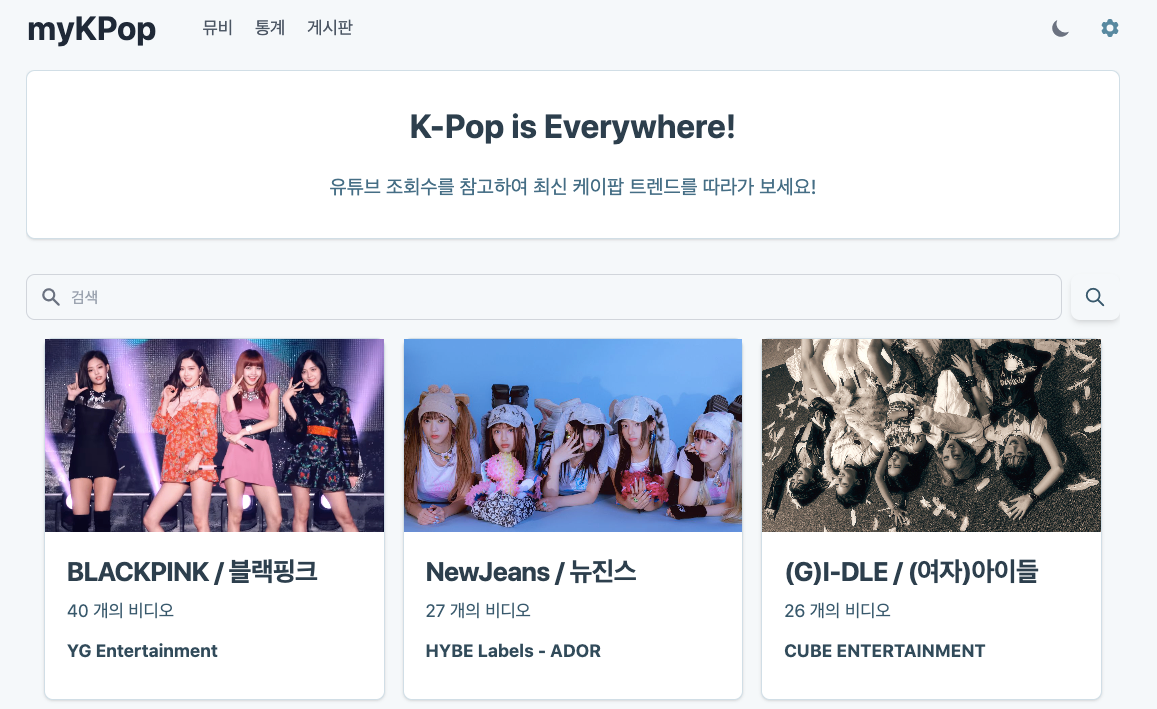 myKPop 뮤비 통계 게시판
K-Pop is Everywhere!
유튜브 조회수를 참고하여 최신 케이팝 트렌드를 따라가 보세요!
검색
BLACKPINK / 블랙핑크
40 개의 비디오
YG Entertainment
NewJeans / 뉴진스
27 개의 비디오
HYBE Labels - ADOR
(G)I-DLE / (여자)아이들
26 개의 비디오
CUBE ENTERTAINMENT